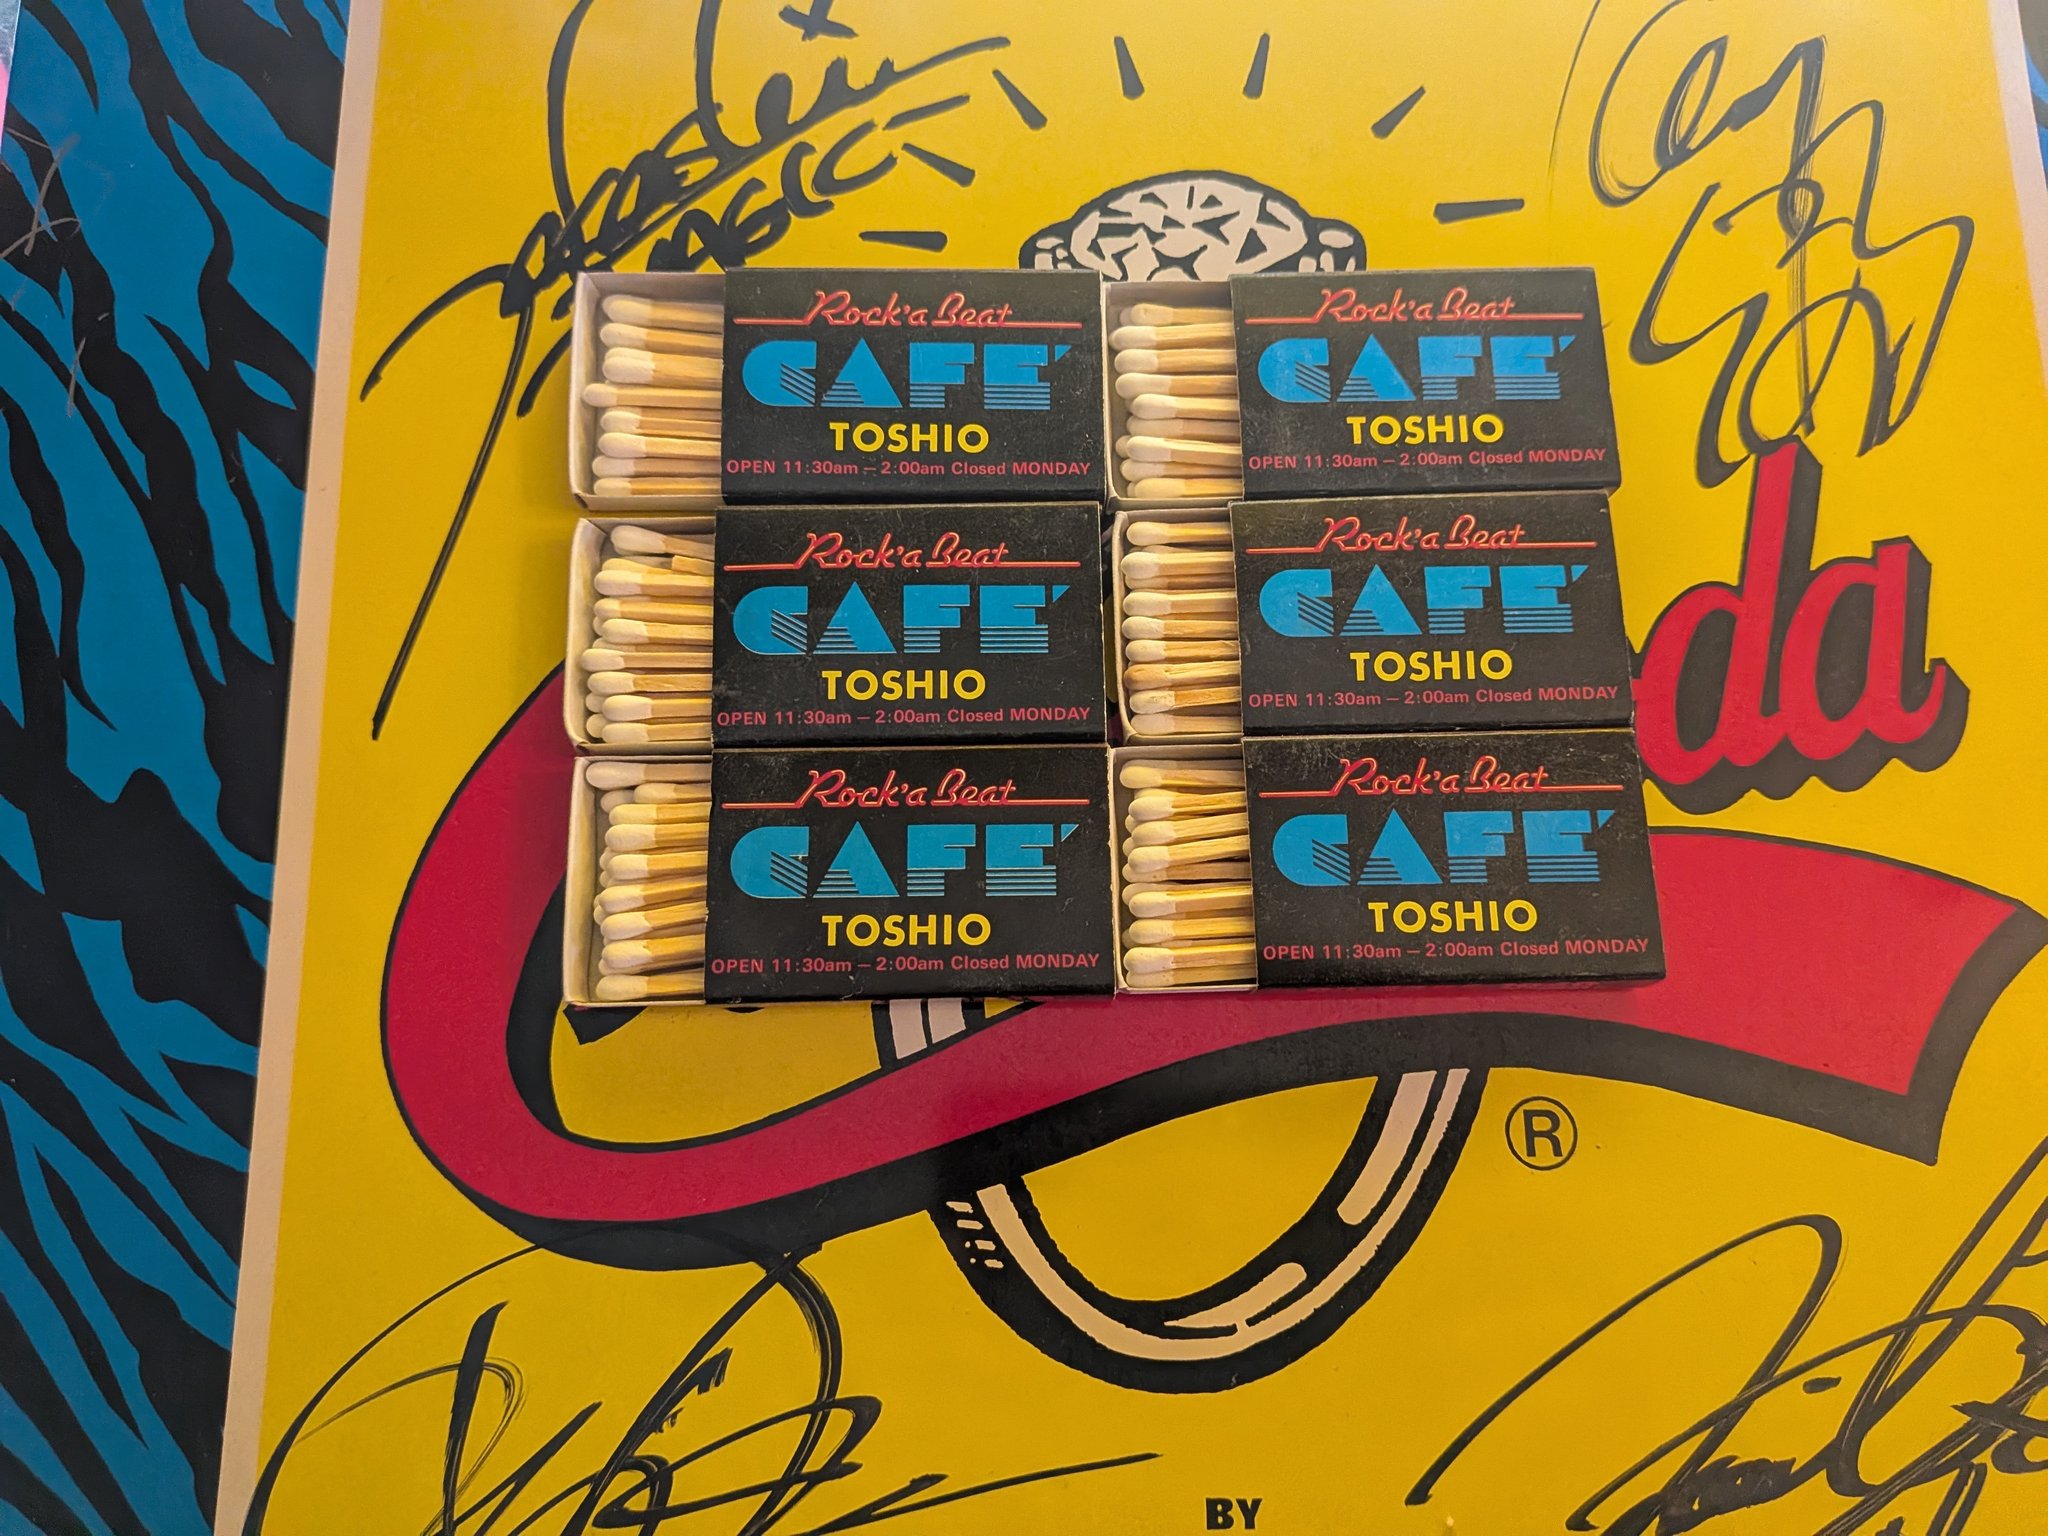 Rock'a Beat
CAFE'
TOSHIO
OPEN 11:30am – 2:00am Closed MONDAY
Rock'a Beat
CAFE'
TOSHIO
OPEN 11:30am – 2:00am Closed MONDAY
Rock'a Beat
CAFE'
TOSHIO
OPEN 11:30am – 2:00am Closed MONDAY
Rock'a Beat
CAFE'
TOSHIO
OPEN 11:30am – 2:00am Closed MONDAY
da
Rock'a Beat
CAFE'
TOSHIO
OPEN 11:30am – 2:00am Closed MONDAY
Rock'a Beat
CAFE'
TOSHIO
OPEN 11:30am – 2:00am Closed MONDAY
®
BY